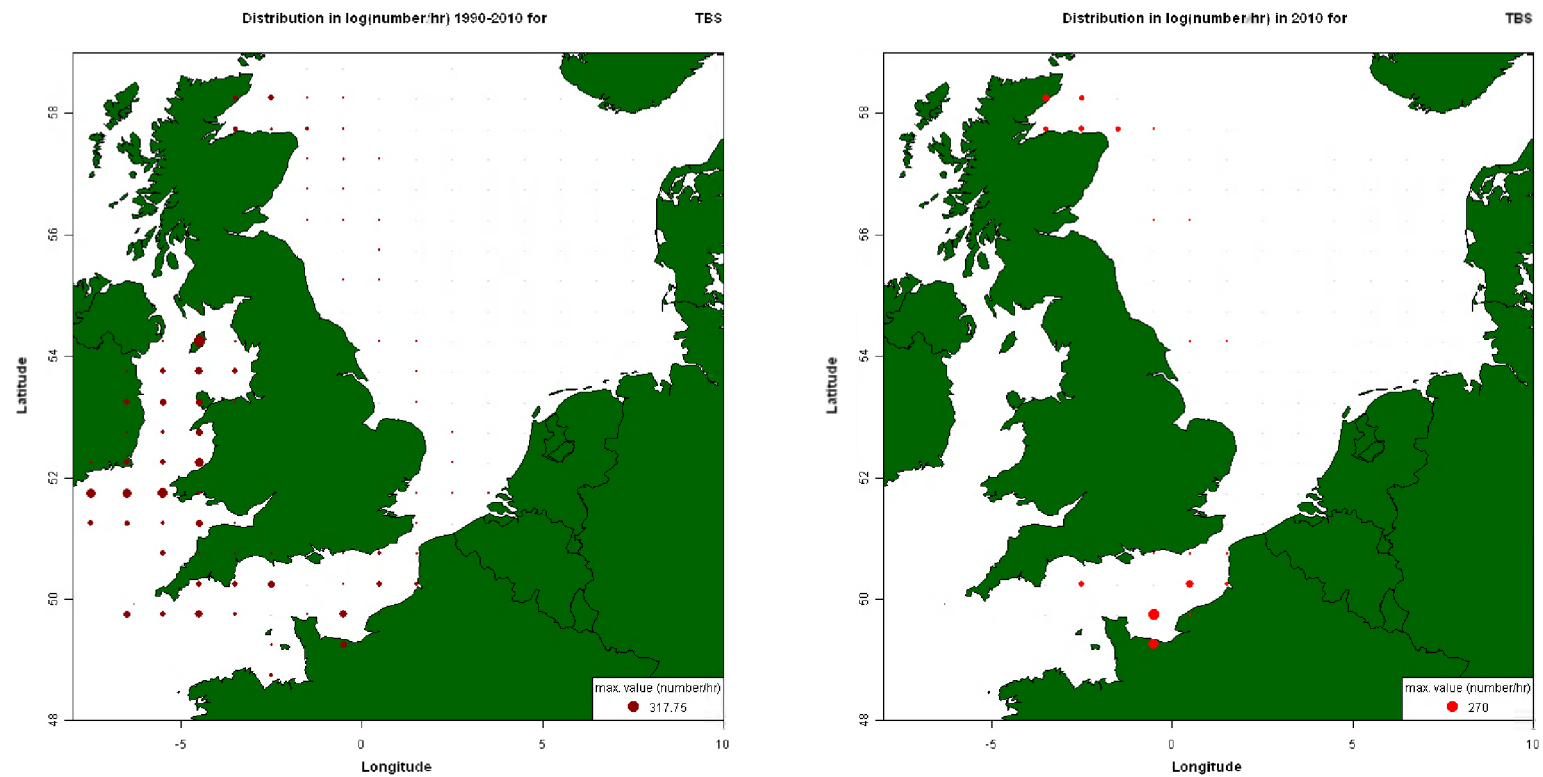 Distribution in log(number/hr) 1990-2010 for TBS
58
56
54
52
50
48
Latitude
-5 0 5 10
Longitude
max. value (number/hr)
317.75
Distribution in log(number/hr) in 2010 for TBS
58
56
54
52
50
48
Latitude
-5 0 5 10
Longitude
max. value (number/hr)
270